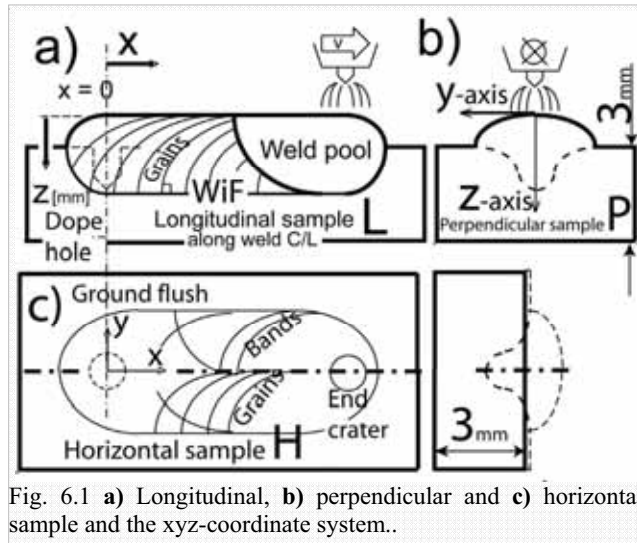 a)
x
x = 0
v
b)
y-axis
3mm
Weld pool
Grains
z[mm]
WiF
Dope
hole
Longitudinal sample L
along weld C/L
z-axis
Perpendicular sample P
c)
Ground flush
y
x
Bands
Grains
End
crater
Horizontal sample H
3mm
Fig. 6.1 a) Longitudinal, b) perpendicular and c) horizonta
sample and the xyz-coordinate system..